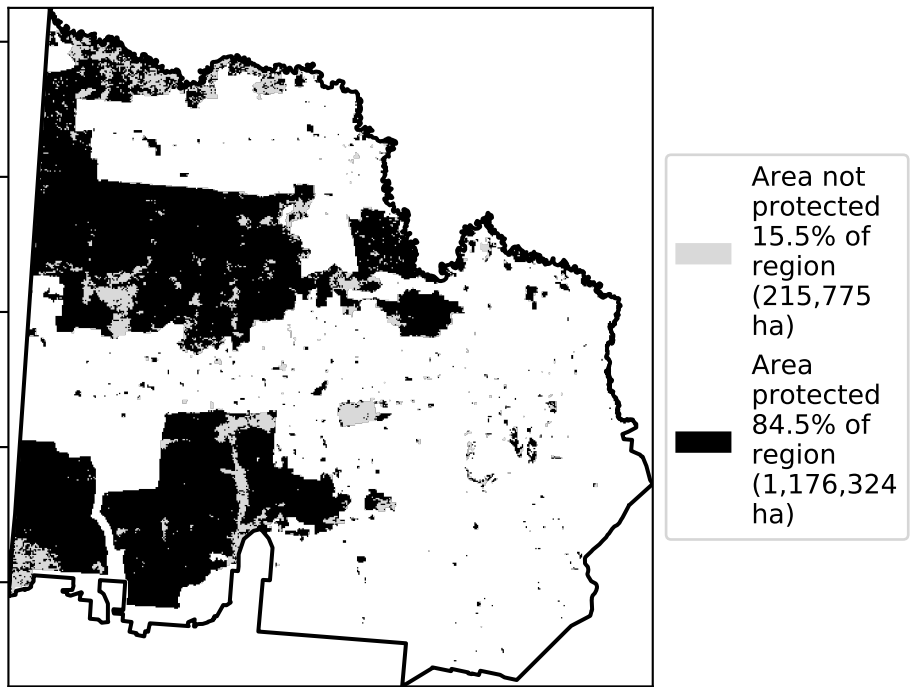 Area not
protected
15.5% of
region
(215,775
ha)
Area
protected
84.5% of
region
(1,176,324
ha)